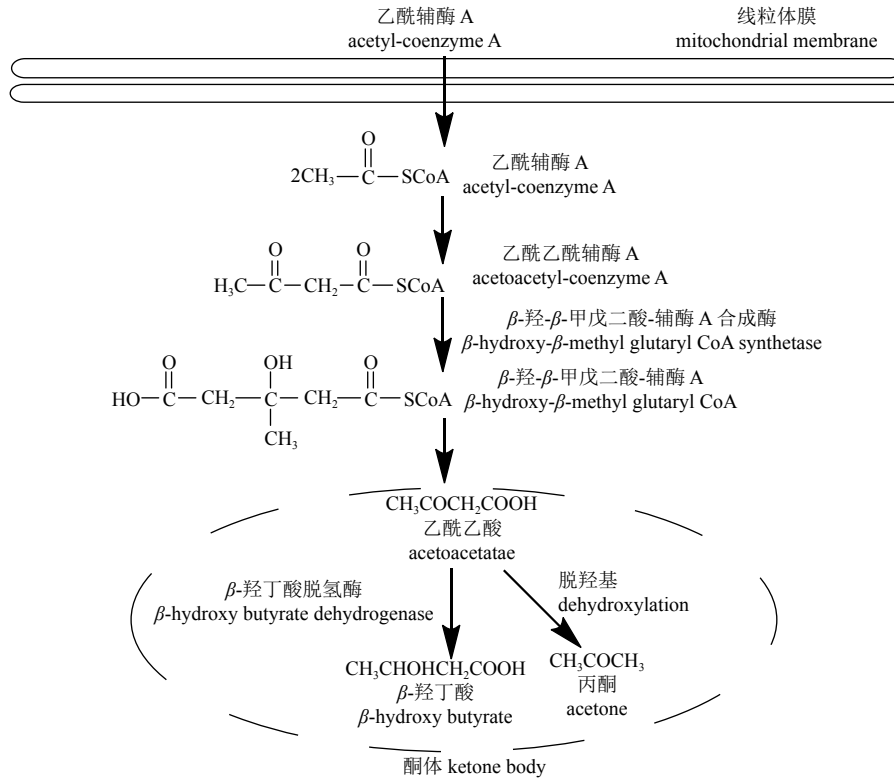 乙酰辅酶 A
acetyl-coenzyme A
线粒体膜
mitochondrial membrane
O
2CH₃—C—SCoA
乙酰辅酶 A
acetyl-coenzyme A
O O
H₃C—C—CH₂—C—SCoA
乙酰乙酰辅酶 A
acetoacetyl-coenzyme A
β-羟-β-甲戊二酸-辅酶 A 合成酶
β-hydroxy-β-methyl glutaryl CoA synthetase
O OH O
HO—C—CH₂—C—CH₂—C—SCoA
CH₃
β-羟-β-甲戊二酸-辅酶 A
β-hydroxy-β-methyl glutaryl CoA
CH₃COCH₂COOH
乙酰乙酸
acetoacetatae
β-羟丁酸脱氢酶
β-hydroxy butyrate dehydrogenase
脱羟基
dehydroxylation
CH₃CHOHCH₂COOH
β-羟丁酸
β-hydroxy butyrate
CH₃COCH₃
丙酮
acetone
酮体 ketone body